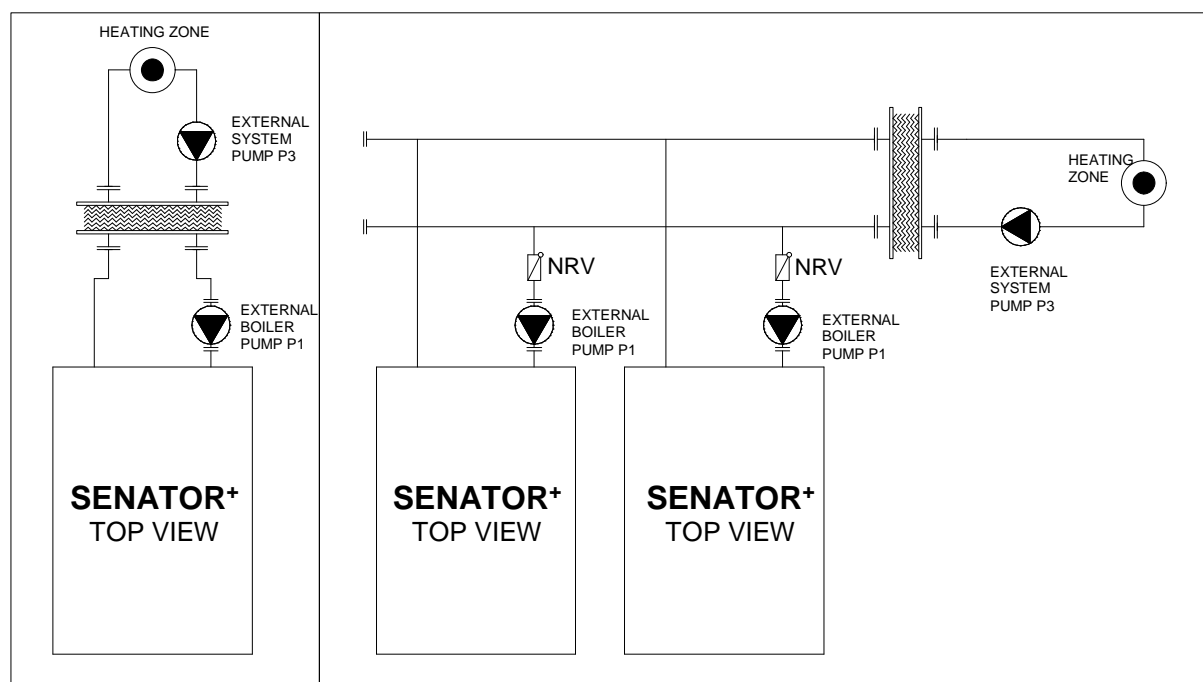 HEATING ZONE
EXTERNAL
SYSTEM
PUMP P3
EXTERNAL
BOILER
PUMP P1
SENATOR⁺
TOP VIEW
HEATING
ZONE
NRV
NRV
EXTERNAL
SYSTEM
PUMP P3
EXTERNAL
BOILER
PUMP P1
EXTERNAL
BOILER
PUMP P1
SENATOR⁺
TOP VIEW
SENATOR⁺
TOP VIEW